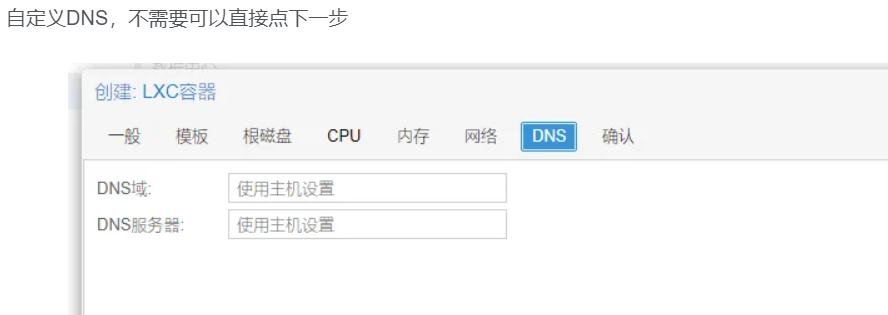 自定义DNS，不需要可以直接点下一步
创建: LXC容器
一般 模板 根磁盘 CPU 内存 网络 DNS 确认
DNS域: 使用主机设置
DNS服务器: 使用主机设置